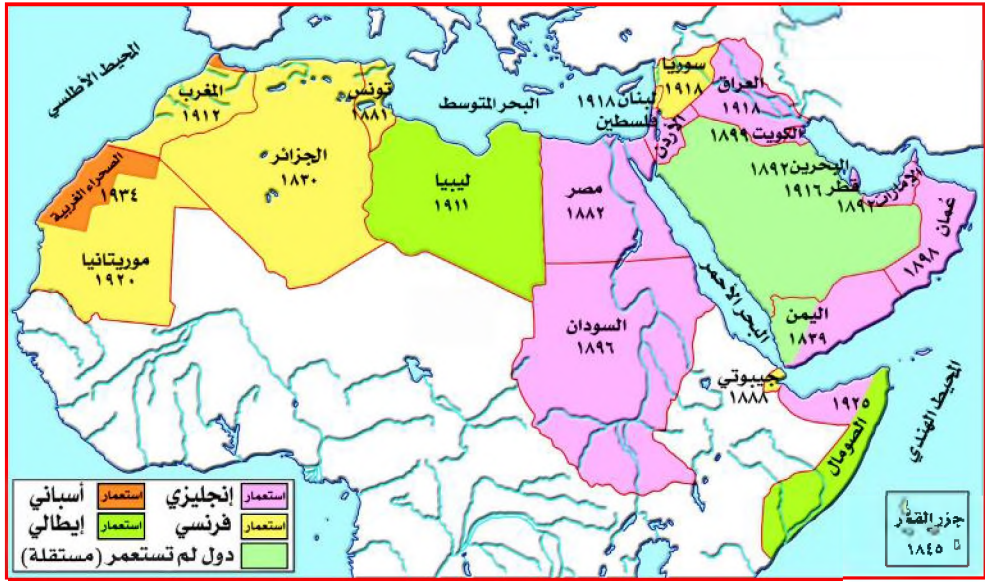 المحيط الأطلسي
المغرب
١٩١٢
تونس
١٨٨١
البحر المتوسط
لبنان ١٩١٨
فلسطين
سوريا
١٩١٨
العراق
١٩١٨
الأردن
الكويت
١٨٩٩
البحرين
١٨٩٢
قطر
١٩١٦
الامارات
١٨٩٢
عُمان
١٨٩٨
اليمن
١٨٣٩
الصحراء الغربية
١٩٣٤
الجزائر
١٨٣٠
ليبيا
١٩١١
مصر
١٨٨٢
موريتانيا
١٩٢٠
السودان
١٨٩٦
البحر الأحمر
جيبوتي
١٨٨٨
١٩٢٥
الصومال
المحيط الهندي
جزر القمر
١٨٤٥
استعمار إنجليزي
استعمار أسباني
استعمار فرنسي
استعمار إيطالي
دول لم تستعمر (مستقلة)